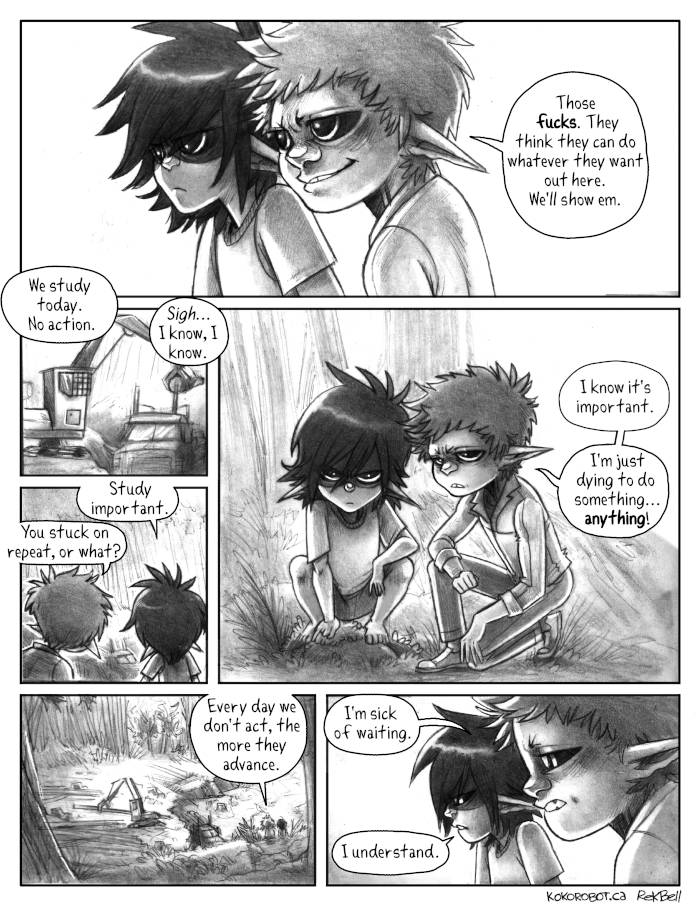 Those
fucks. They
think they can do
whatever they want
out here.
We'll show em.
We study
today.
No action.
Sigh...
I know, I
know.
Study
important.
You stuck on
repeat, or what?
I know it's
important.
I'm just
dying to do
something...
anything!
Every day we
don't act, the
more they
advance.
I'm sick
of waiting.
I understand.
KOKOROBOT.ca RekBell